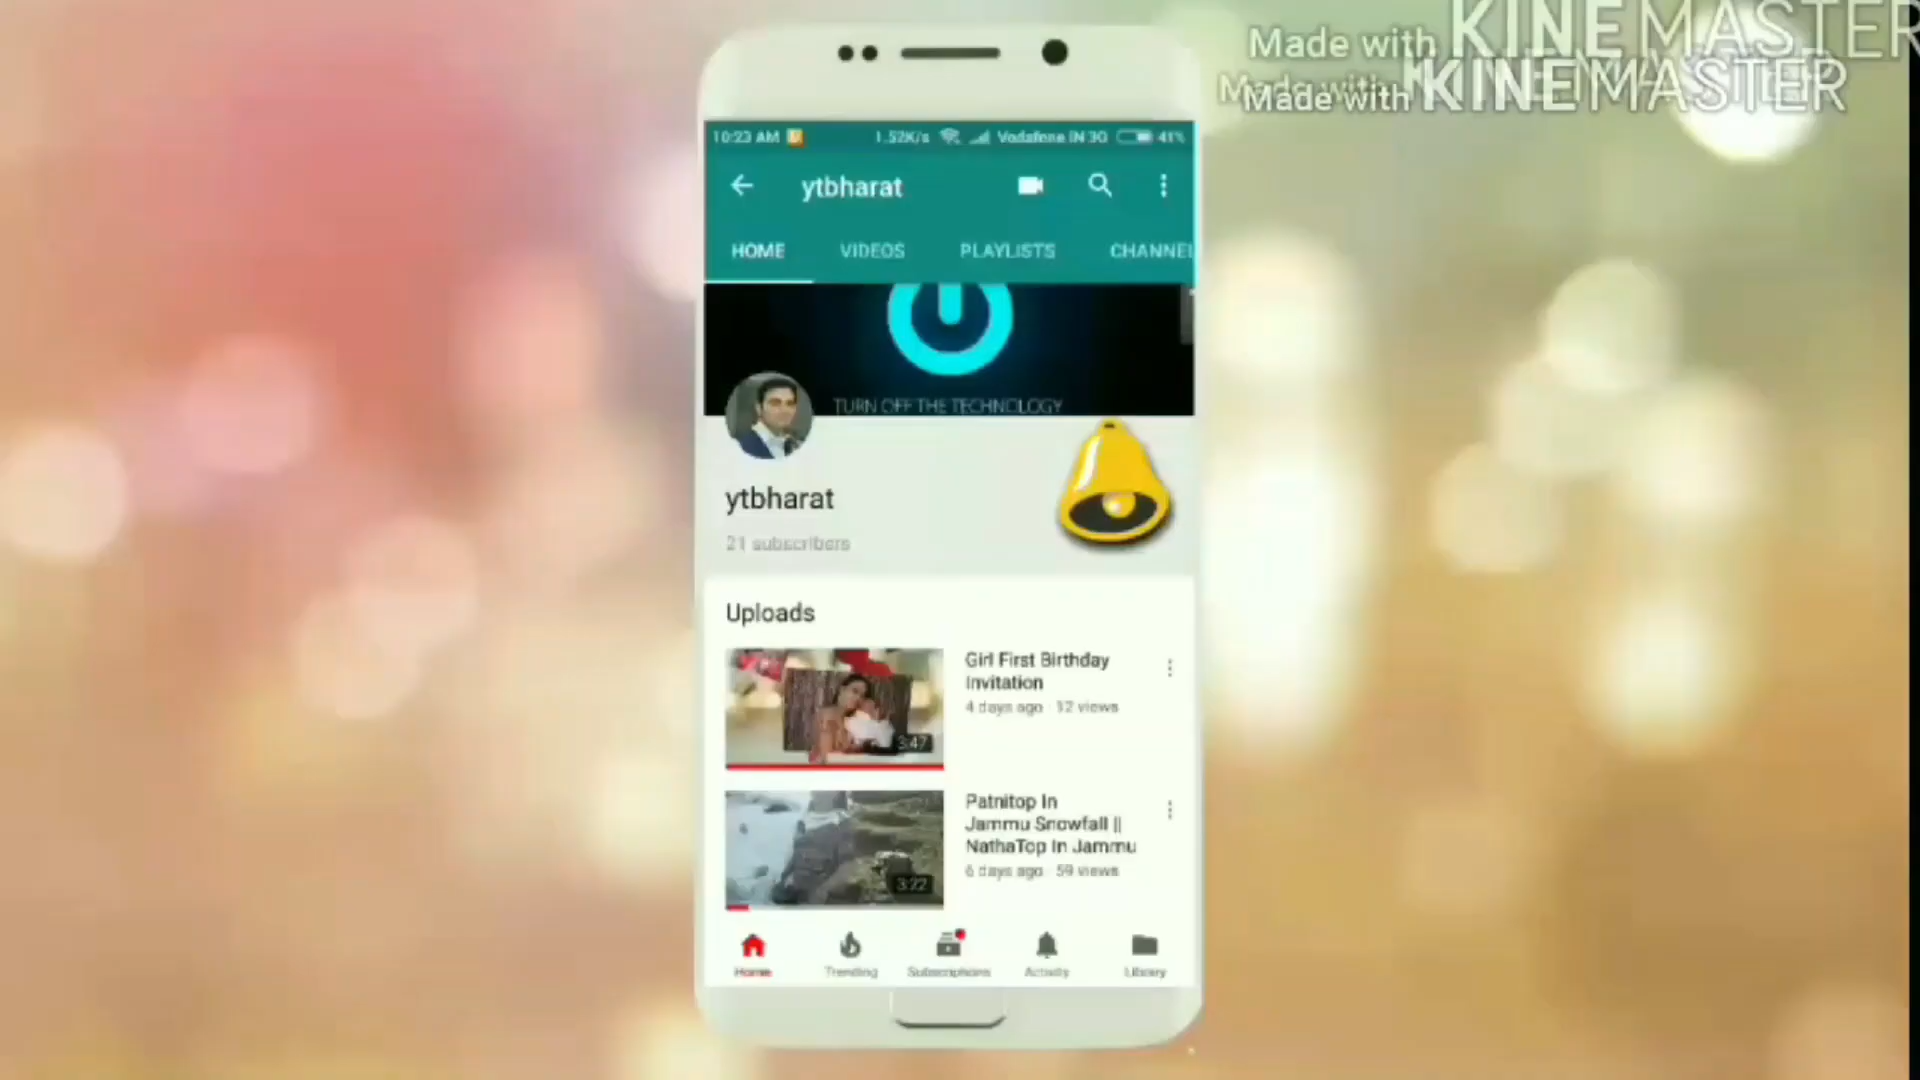 Made with KINEMASTER
Made with KINEMASTER
10:23 AM 1.52K/s Vodafone IN 3G 41%
ytbharat
HOME VIDEOS PLAYLISTS CHANNEL
TURN OFF THE TECHNOLOGY
ytbharat
21 subscribers
Uploads
Girl First Birthday
Invitation
4 days ago · 12 views
3:47
Patnitop In
Jammu Snowfall ||
NathaTop In Jammu
6 days ago · 59 views
3:22
Home Trending Subscriptions Activity Library